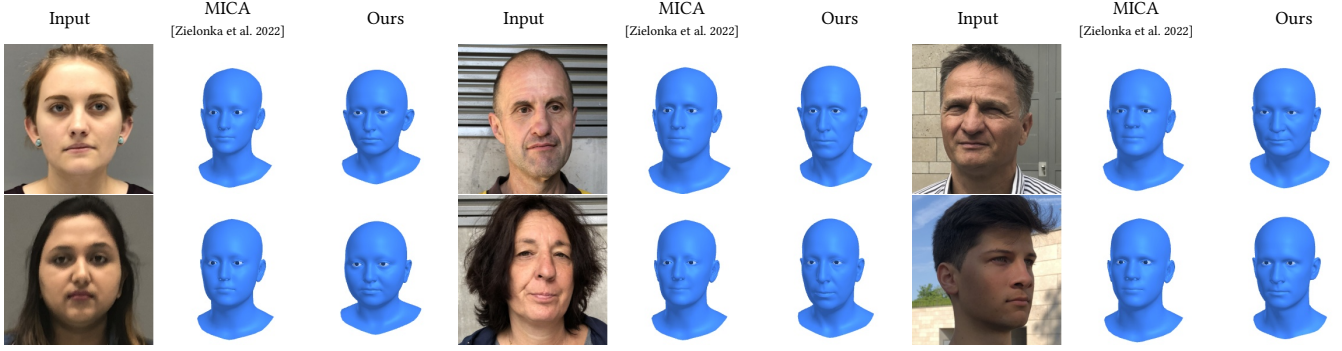 Input
MICA
[Zielonka et al. 2022]
Ours
Input
MICA
[Zielonka et al. 2022]
Ours
Input
MICA
[Zielonka et al. 2022]
Ours